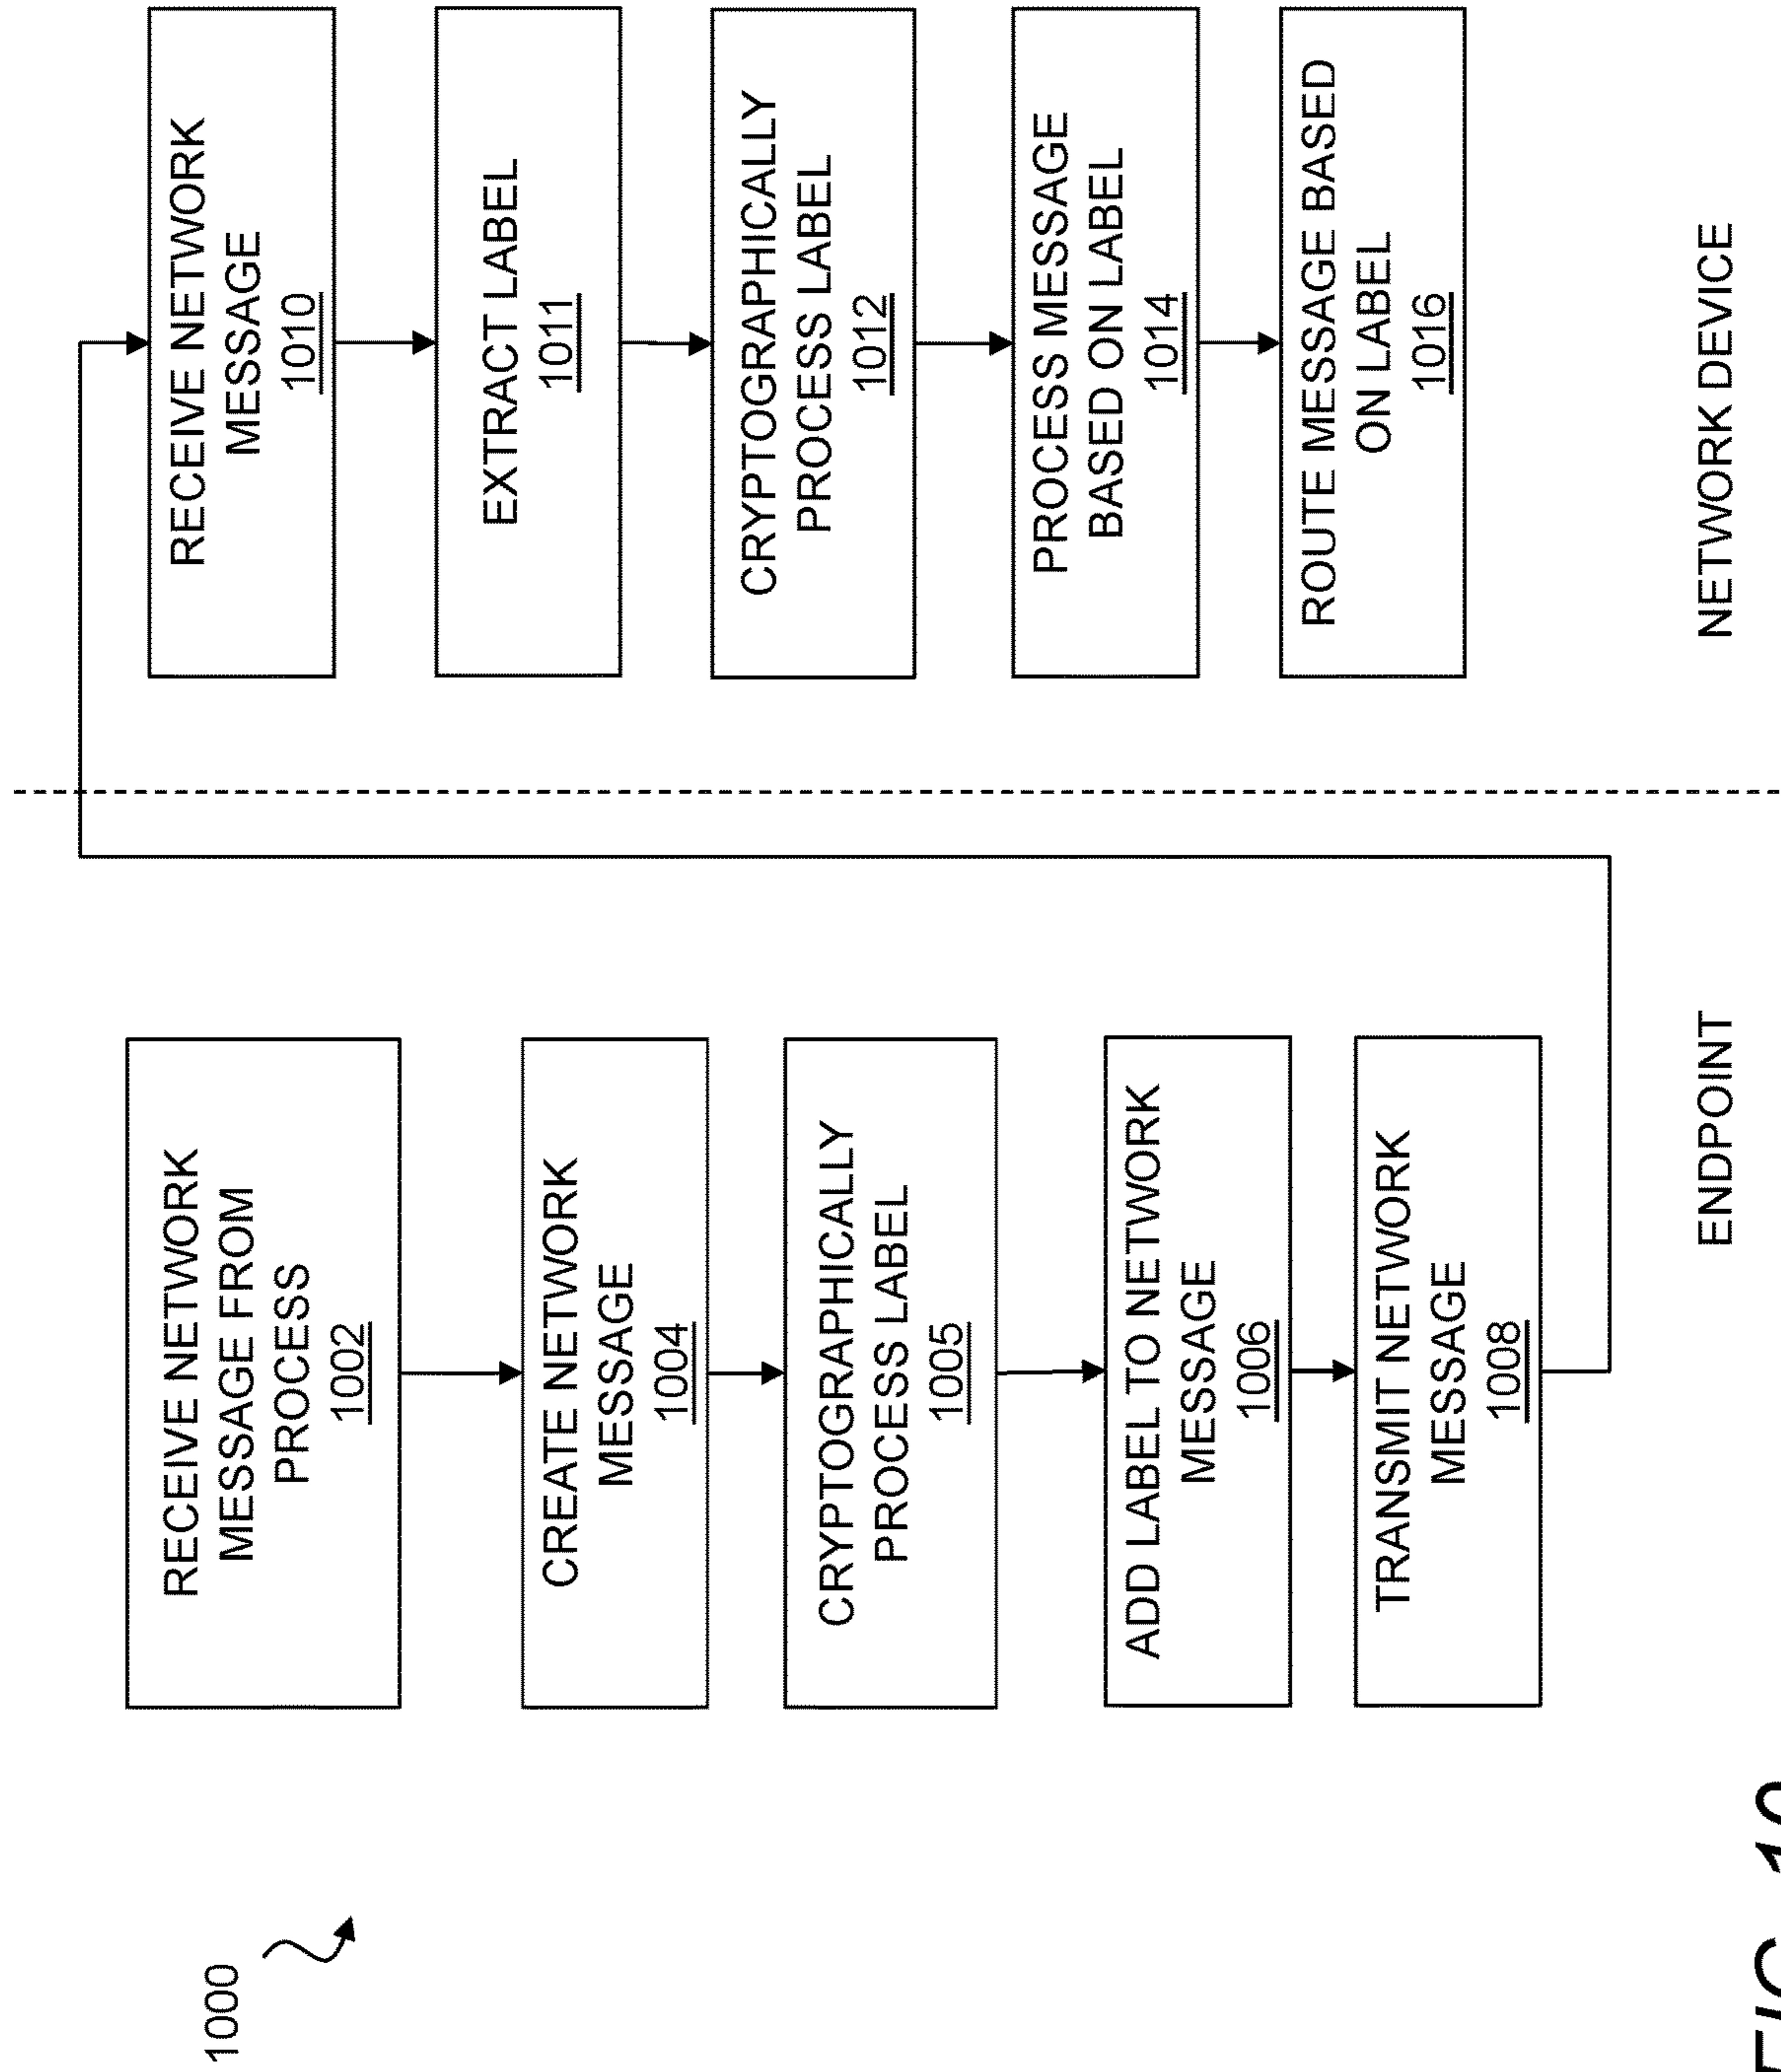 1000
RECEIVE NETWORK
MESSAGE FROM
PROCESS
1002
CREATE NETWORK
MESSAGE
1004
CRYPTOGRAPHICALLY
PROCESS LABEL
1005
ADD LABEL TO NETWORK
MESSAGE
1006
TRANSMIT NETWORK
MESSAGE
1008
ENDPOINT
RECEIVE NETWORK
MESSAGE
1010
EXTRACT LABEL
1011
CRYPTOGRAPHICALLY
PROCESS LABEL
1012
PROCESS MESSAGE
BASED ON LABEL
1014
ROUTE MESSAGE BASED
ON LABEL
1016
NETWORK DEVICE
FIG. 10